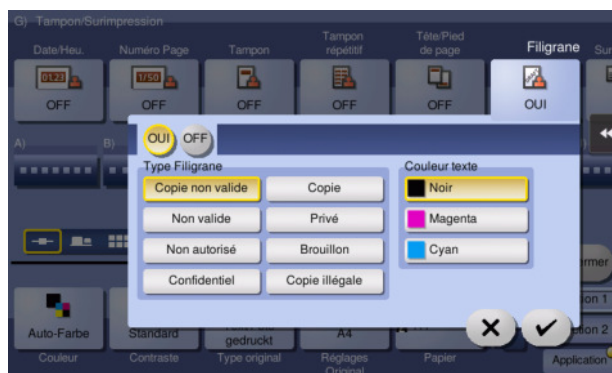 G) Tampon/Surimpression
Date/Heu.
Numéro Page
Tampon
Tampon
répétitif
Tête/Pied
de page
Filigrane
01.23
1/50
OFF
OFF
OFF
OFF
OFF
OUI
A)
B)
OUI
OFF
Type Filigrane
Couleur texte
Copie non valide
Copie
Noir
Non valide
Privé
Magenta
Non autorisé
Brouillon
Cyan
Confidentiel
Copie illégale
Auto-Farbe
Standard
gedruckt
A4
Couleur
Contraste
Type original
Réglages
Original
Papier
Application